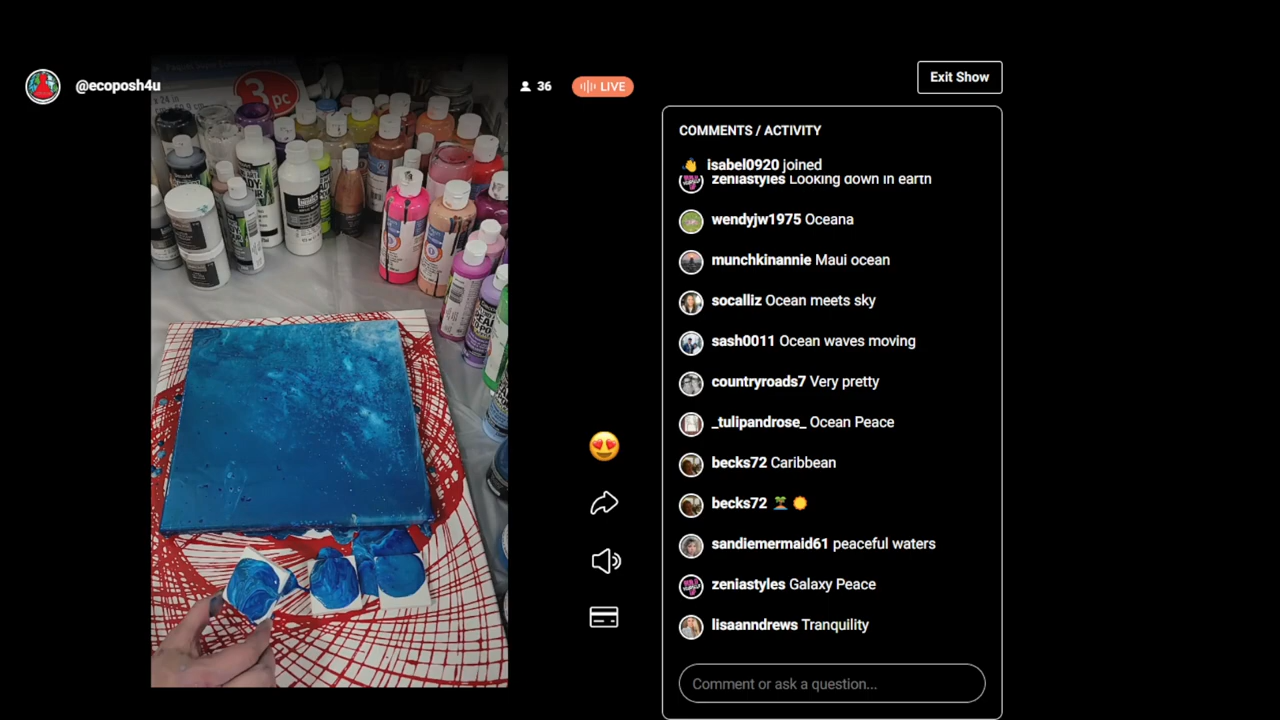 @ecoposh4u
36
LIVE
Exit Show
3
pc
COMMENTS / ACTIVITY
isabel0920 joined
zeniastyles Looking down in earth
wendyjw1975 Oceana
munchkinannie Maui ocean
socalliz Ocean meets sky
sash0011 Ocean waves moving
countryroads7 Very pretty
_tulipandrose_ Ocean Peace
becks72 Caribbean
becks72 🏝️ ☀️
sandiemermaid61 peaceful waters
zeniastyles Galaxy Peace
lisaanndrews Tranquility
Comment or ask a question...